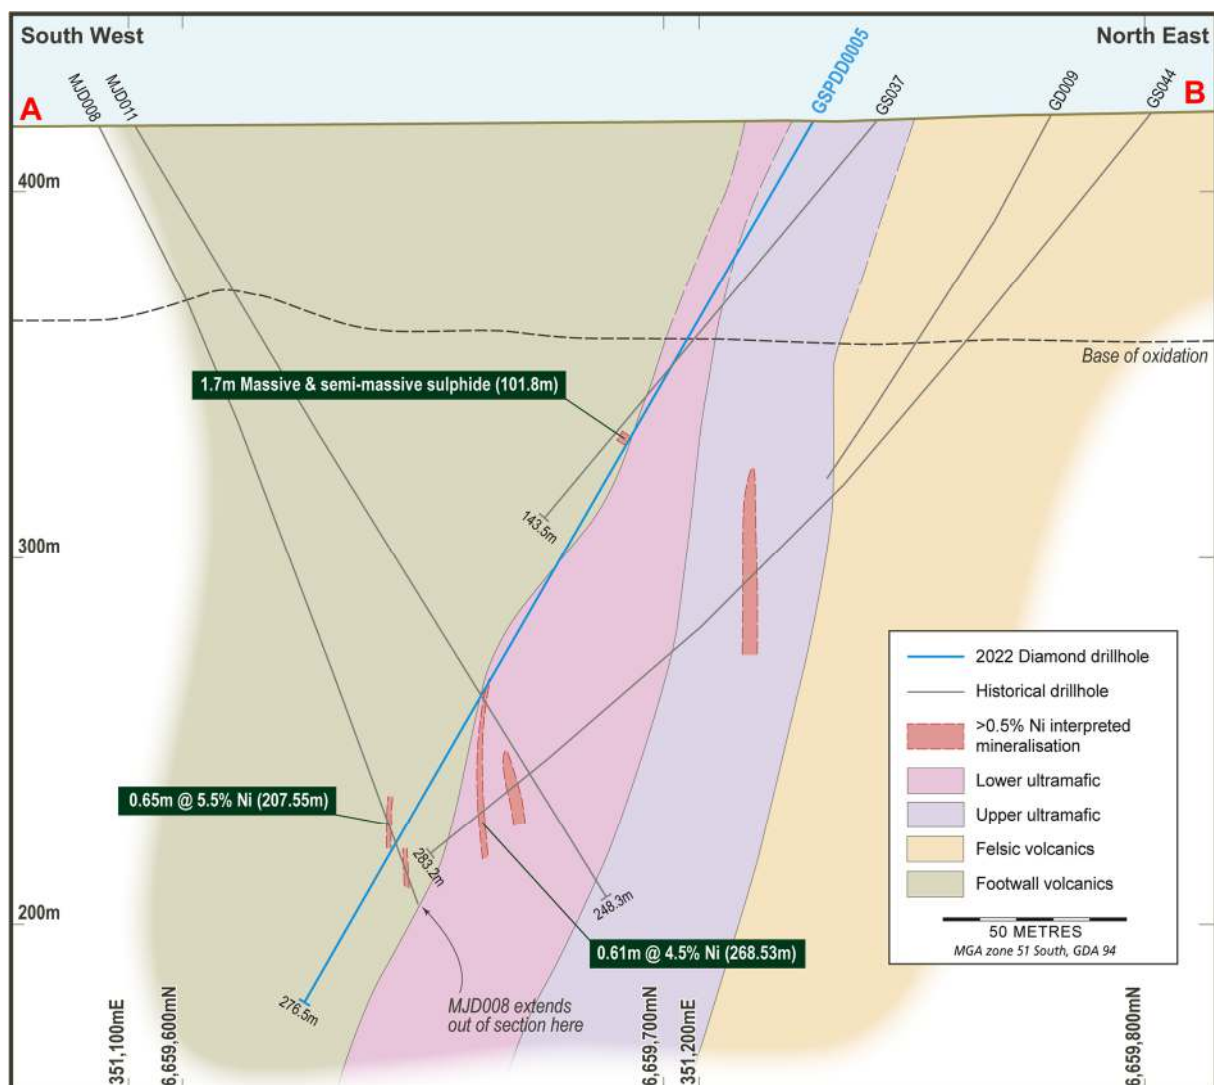 South West
North East
A
B
MJD008
MJD011
GSPDD0005
GS037
GD009
GS044
400m
Base of oxidation
1.7m Massive & semi-massive sulphide (101.8m)
143.5m
300m
2022 Diamond drillhole
Historical drillhole
>0.5% Ni interpreted
mineralisation
Lower ultramafic
Upper ultramafic
Felsic volcanics
Footwall volcanics
50 METRES
MGA zone 51 South, GDA 94
0.65m @ 5.5% Ni (207.55m)
283.2m
248.3m
200m
0.61m @ 4.5% Ni (268.53m)
276.5m
MJD008 extends
out of section here
351,100mE
6,659,600mN
6,659,700mN
351,200mE
6,659,800mN